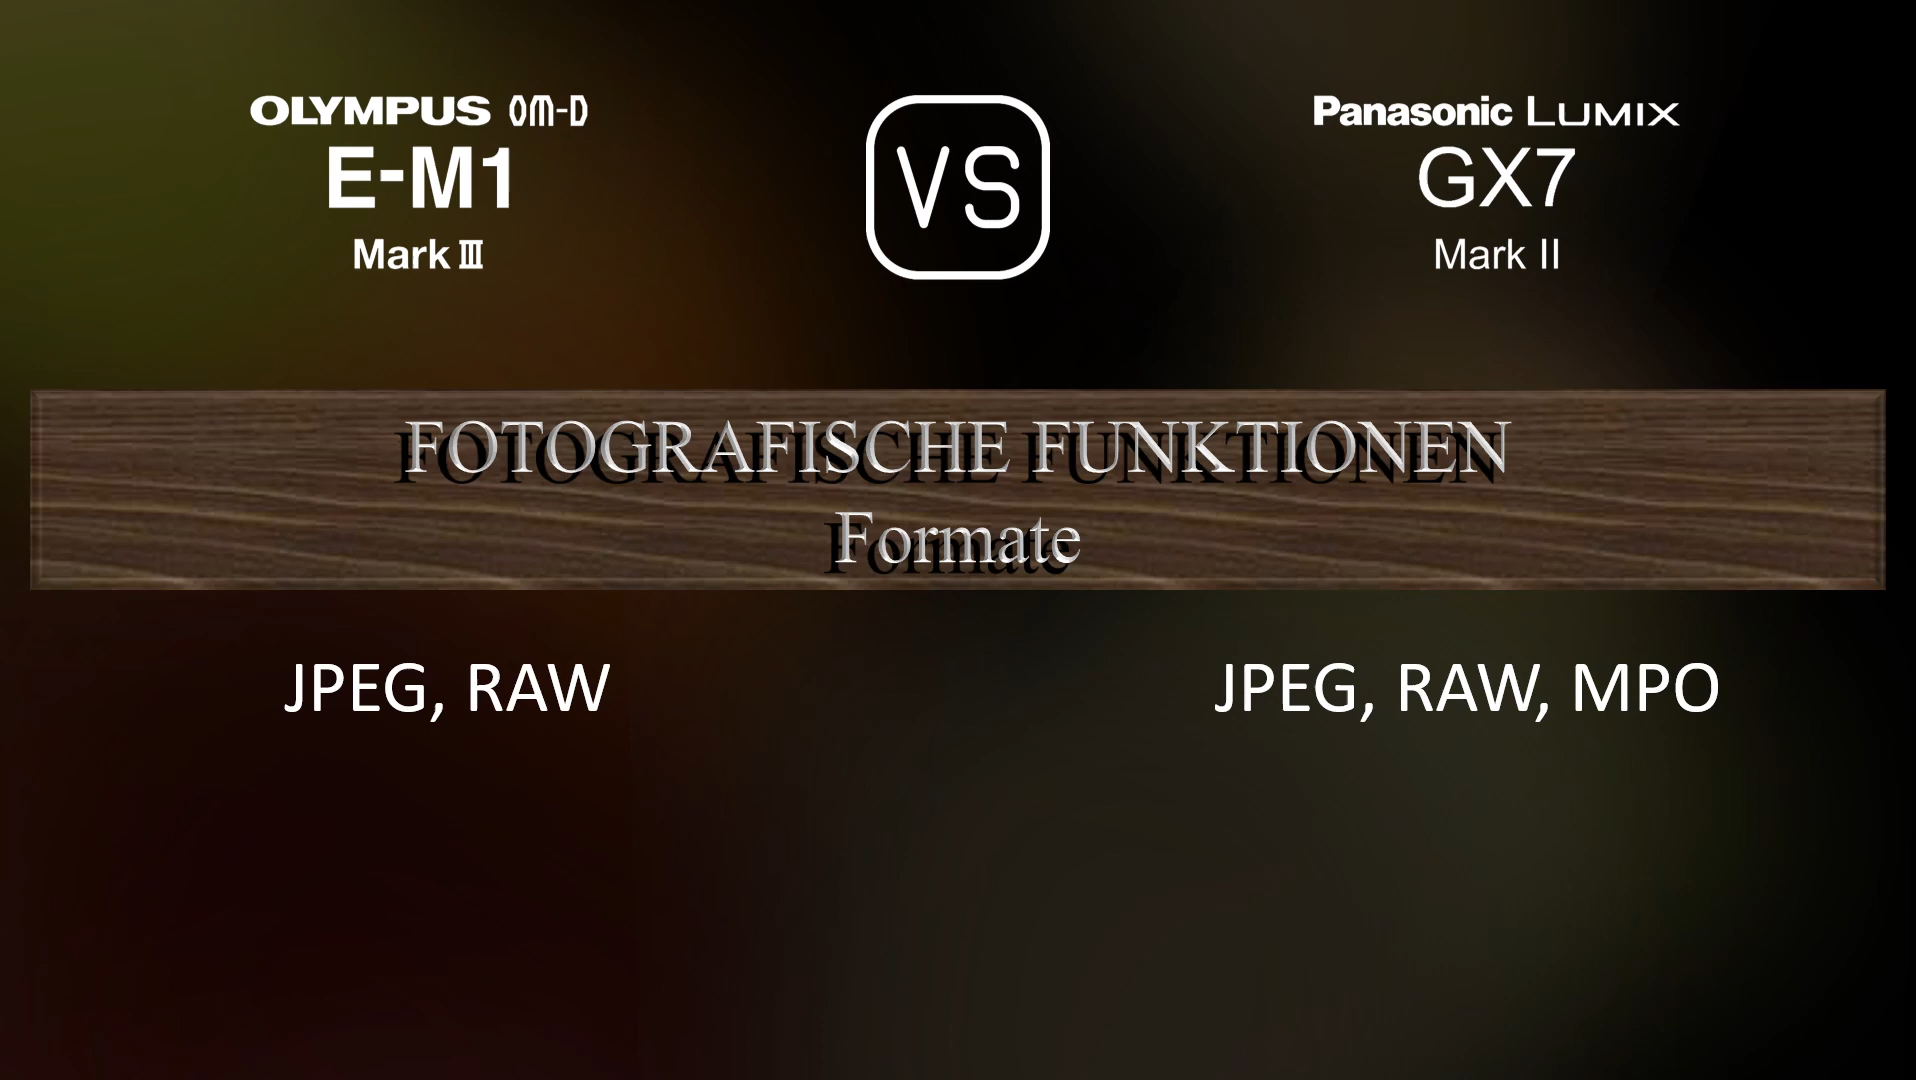 OLYMPUS OM-D
E-M1
Mark III
VS
Panasonic LUMIX
GX7
Mark II
FOTOGRAFISCHE FUNKTIONEN
Formate
JPEG, RAW
JPEG, RAW, MPO